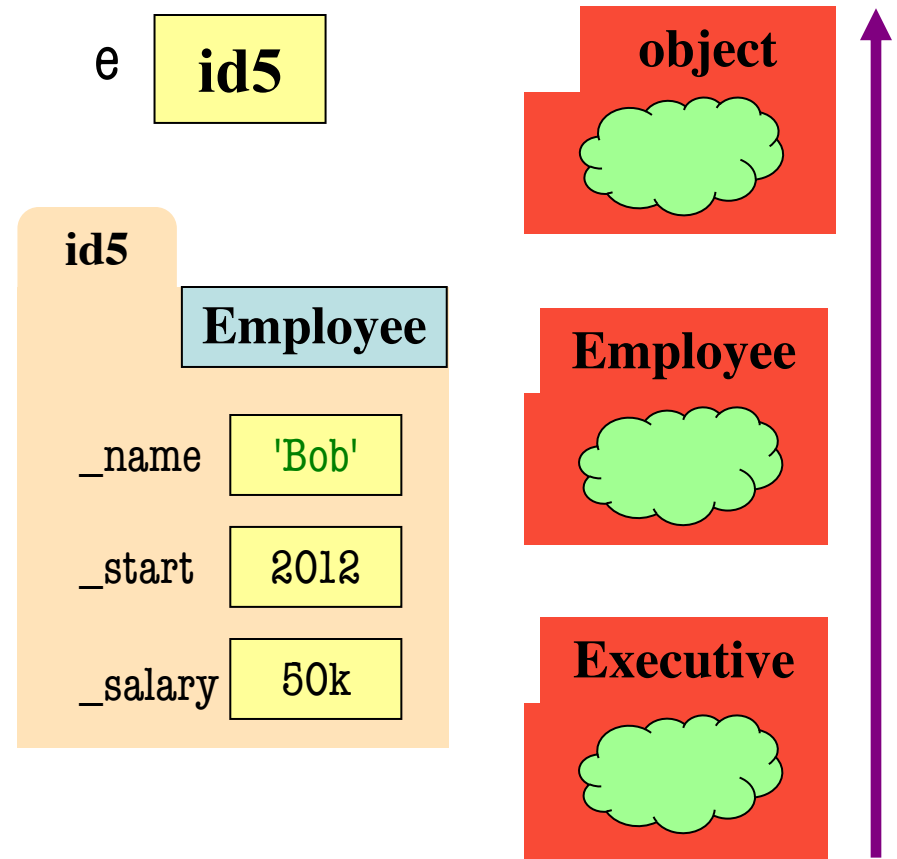 e
id5
id5
Employee
_name
'Bob'
_start
2012
_salary
50k
object
Employee
Executive